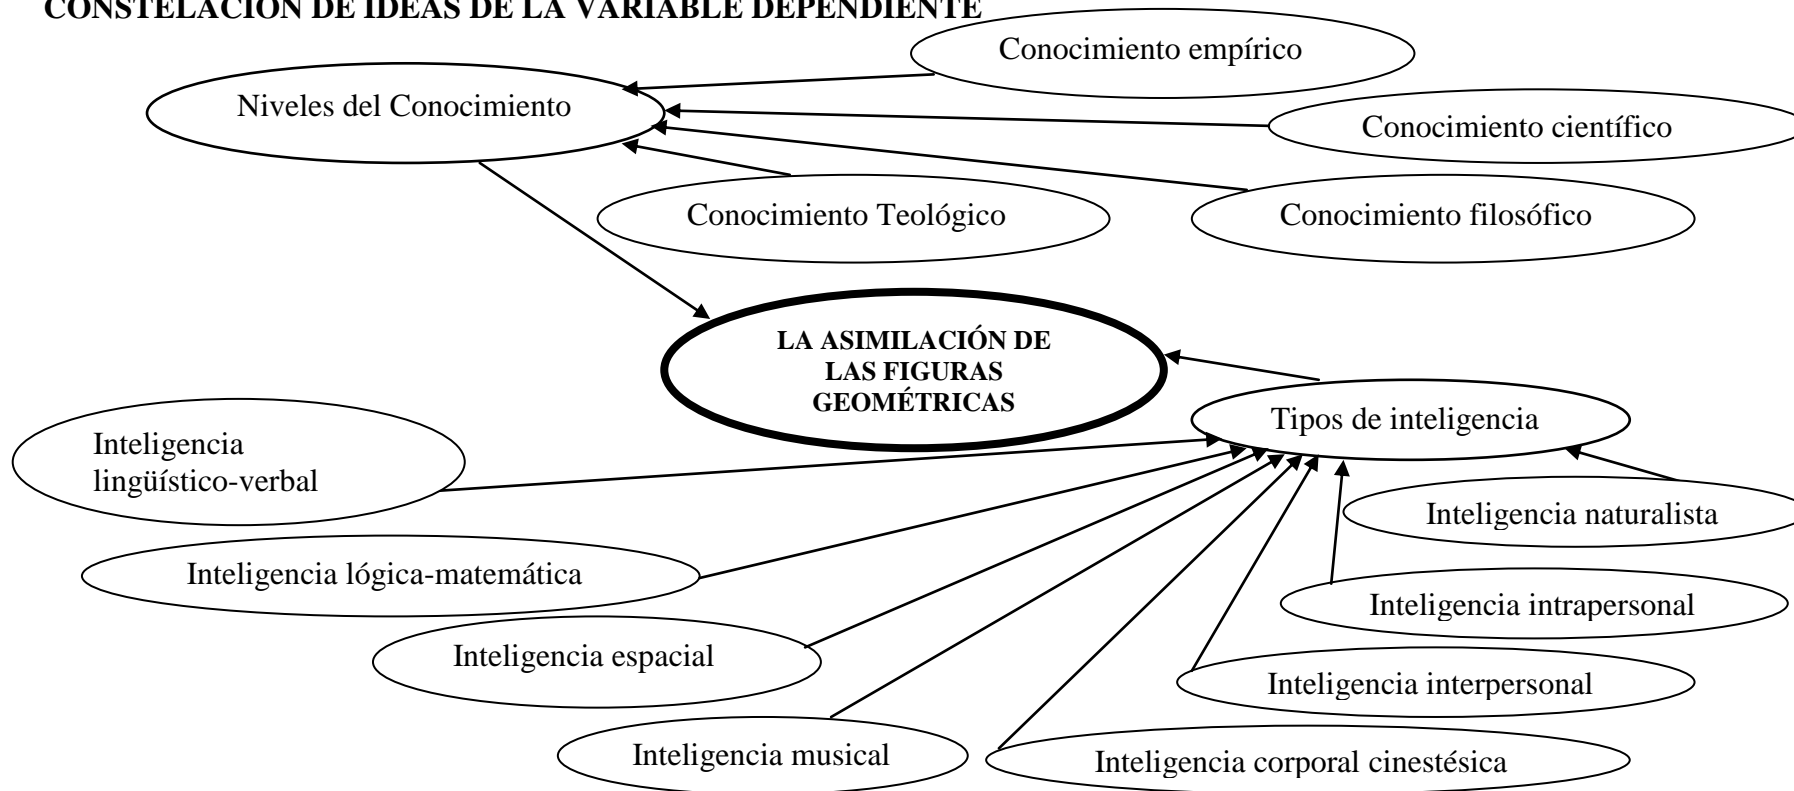 CONSTELACIÓN DE IDEAS DE LA VARIABLE DEPENDIENTE
Conocimiento empírico
Niveles del Conocimiento
Conocimiento científico
Conocimiento Teológico
Conocimiento filosófico
LA ASIMILACIÓN DE
LAS FIGURAS
GEOMÉTRICAS
Tipos de inteligencia
Inteligencia
lingüístico-verbal
Inteligencia naturalista
Inteligencia lógica-matemática
Inteligencia intrapersonal
Inteligencia espacial
Inteligencia interpersonal
Inteligencia musical
Inteligencia corporal cinestésica